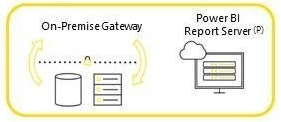 On-Premise Gateway
Power BI
Report Server (P)